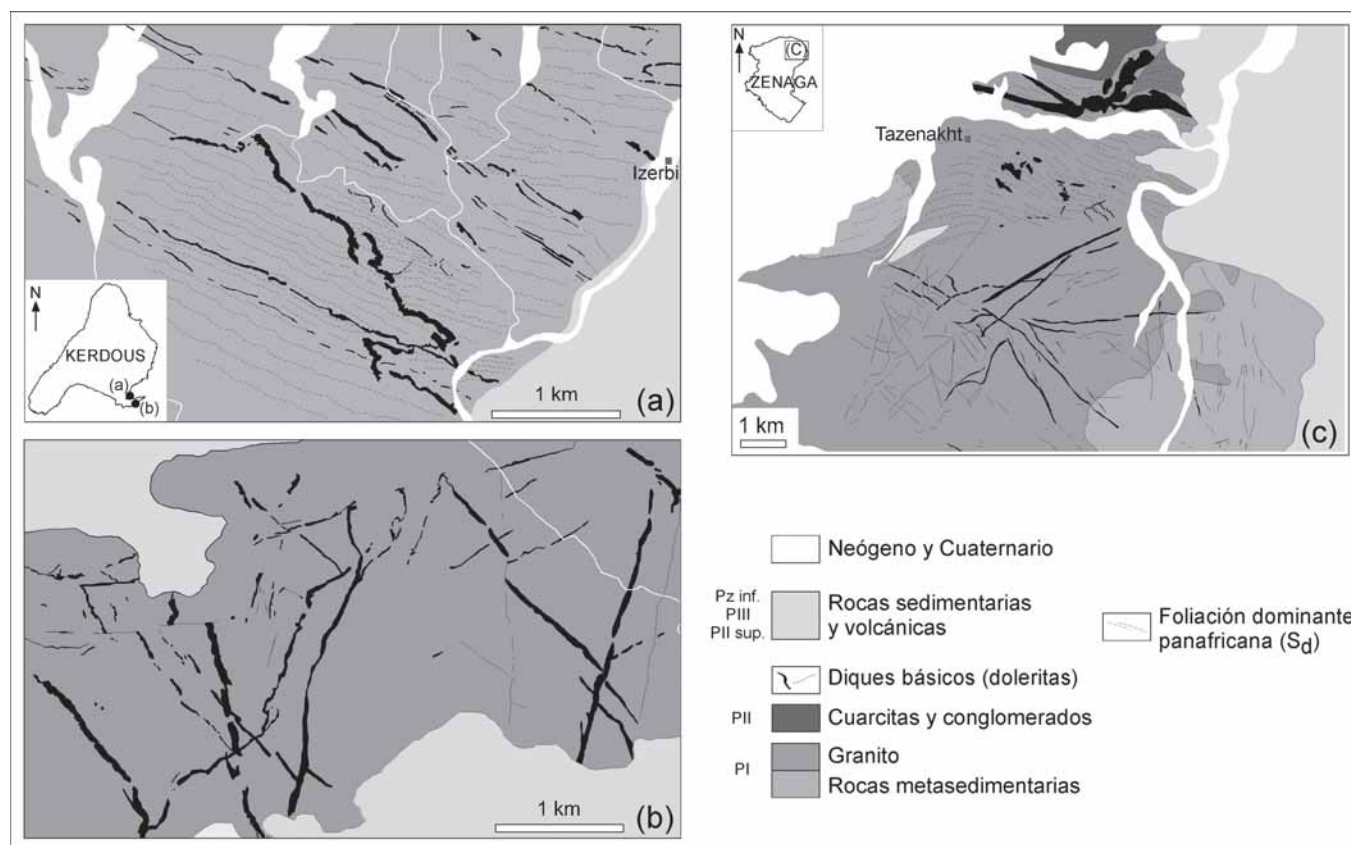 N
KERDOUS
(a)
(b)
Izerbi
1 km
(a)
1 km
(b)
N
(C)
ZENAGA
Tazenakht
1 km
(c)
Neógeno y Cuaternario
Pz inf.
PIII
PII sup.
Rocas sedimentarias
y volcánicas
Foliación dominante
panafricana (Sd)
Diques básicos (doleritas)
PII
Cuarcitas y conglomerados
PI
Granito
Rocas metasedimentarias